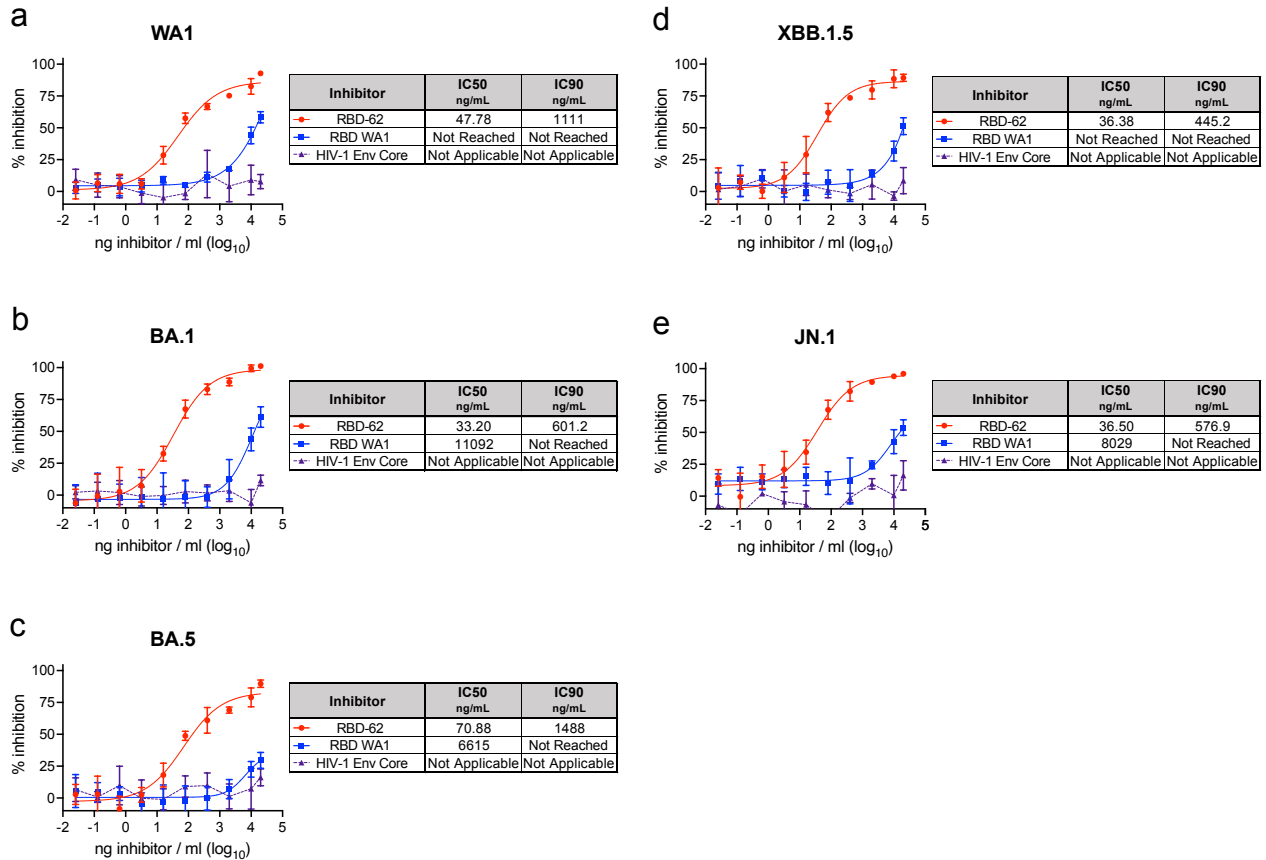 a
WA1
100
75
50
25
0
% inhibition
-2 -1 0 1 2 3 4 5
ng inhibitor / ml (log10)
Inhibitor IC50 ng/mL IC90 ng/mL
RBD-62 47.78 1111
RBD WA1 Not Reached Not Reached
HIV-1 Env Core Not Applicable Not Applicable
b
BA.1
100
75
50
25
0
% inhibition
-2 -1 0 1 2 3 4 5
ng inhibitor / ml (log10)
Inhibitor IC50 ng/mL IC90 ng/mL
RBD-62 33.20 601.2
RBD WA1 11092 Not Reached
HIV-1 Env Core Not Applicable Not Applicable
c
BA.5
100
75
50
25
0
% inhibition
-2 -1 0 1 2 3 4 5
ng inhibitor / ml (log10)
Inhibitor IC50 ng/mL IC90 ng/mL
RBD-62 70.88 1488
RBD WA1 6615 Not Reached
HIV-1 Env Core Not Applicable Not Applicable
d
XBB.1.5
100
75
50
25
0
% inhibition
-2 -1 0 1 2 3 4 5
ng inhibitor / ml (log10)
Inhibitor IC50 ng/mL IC90 ng/mL
RBD-62 36.38 445.2
RBD WA1 Not Reached Not Reached
HIV-1 Env Core Not Applicable Not Applicable
e
JN.1
100
75
50
25
0
% inhibition
-2 -1 0 1 2 3 4 5
ng inhibitor / ml (log10)
Inhibitor IC50 ng/mL IC90 ng/mL
RBD-62 36.50 576.9
RBD WA1 8029 Not Reached
HIV-1 Env Core Not Applicable Not Applicable